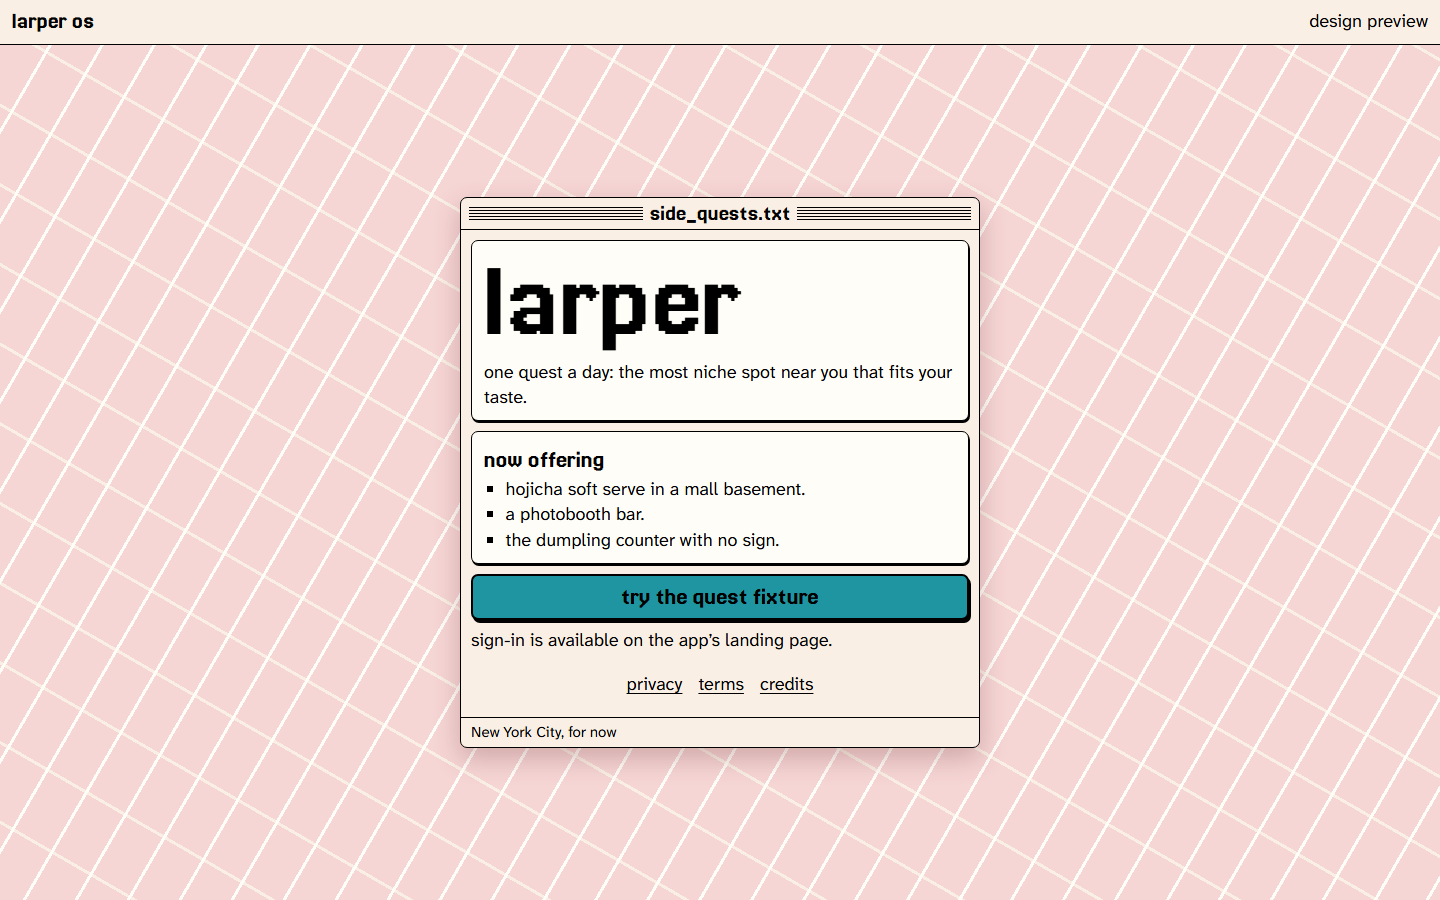 larper os
design preview
side_quests.txt
larper
one quest a day: the most niche spot near you that fits your
taste.
now offering
hojicha soft serve in a mall basement.
a photobooth bar.
the dumpling counter with no sign.
try the quest fixture
sign-in is available on the app’s landing page.
privacy terms credits
New York City, for now